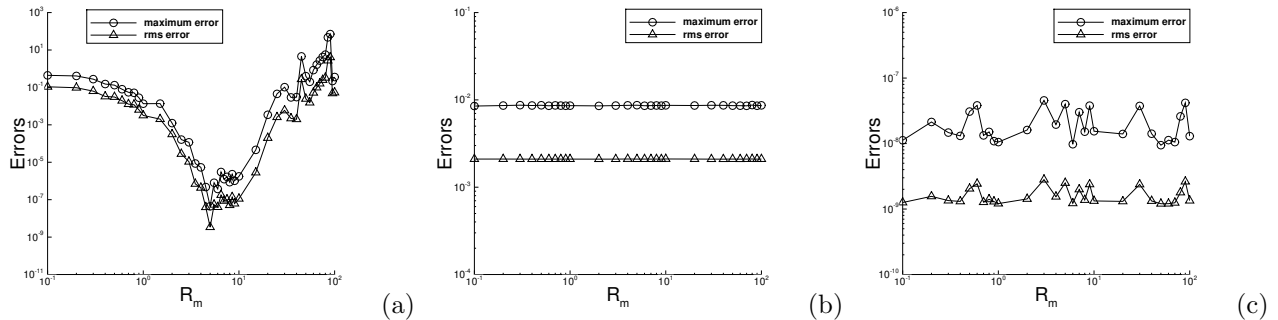 10³
10¹
10⁻¹
10⁻³
10⁻⁵
10⁻⁷
10⁻⁹
10⁻¹¹
Errors
maximum error
rms error
10⁻¹ 10⁰ 10¹ 10²
Rₘ
(a)
10⁻¹
10⁻²
10⁻³
10⁻⁴
Errors
maximum error
rms error
10⁻¹ 10⁰ 10¹ 10²
Rₘ
(b)
10⁻⁶
10⁻⁷
10⁻⁸
10⁻⁹
10⁻¹⁰
Errors
maximum error
rms error
10⁻¹ 10⁰ 10¹ 10²
Rₘ
(c)